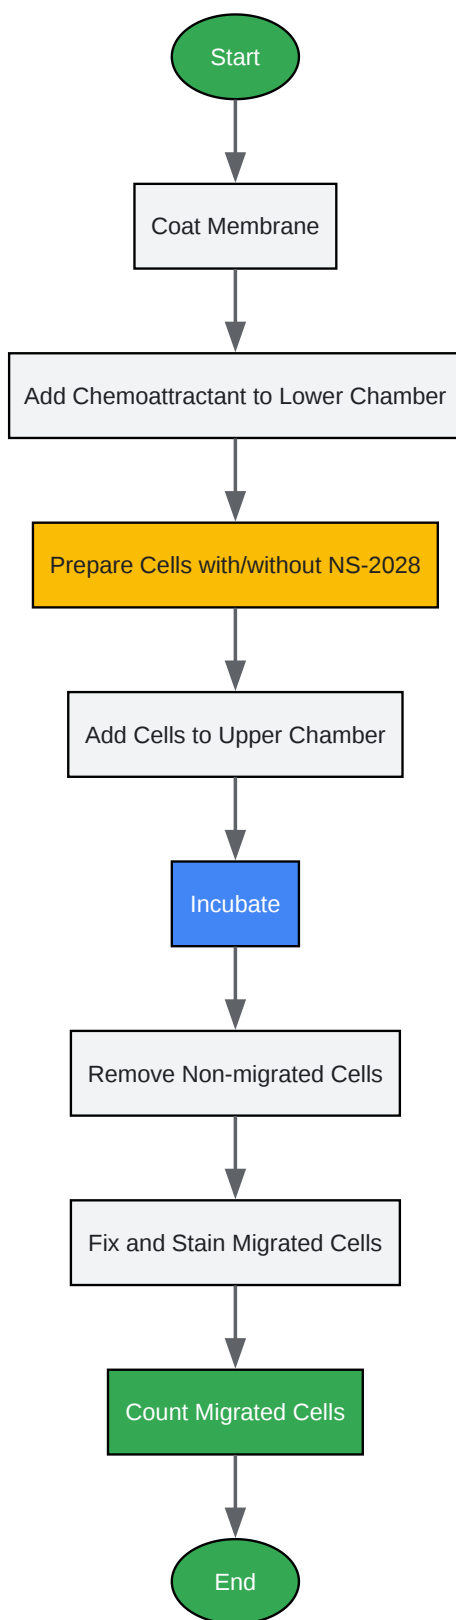 Start
Coat Membrane
Add Chemoattractant to Lower Chamber
Prepare Cells with/without NS-2028
Add Cells to Upper Chamber
Incubate
Remove Non-migrated Cells
Fix and Stain Migrated Cells
Count Migrated Cells
End